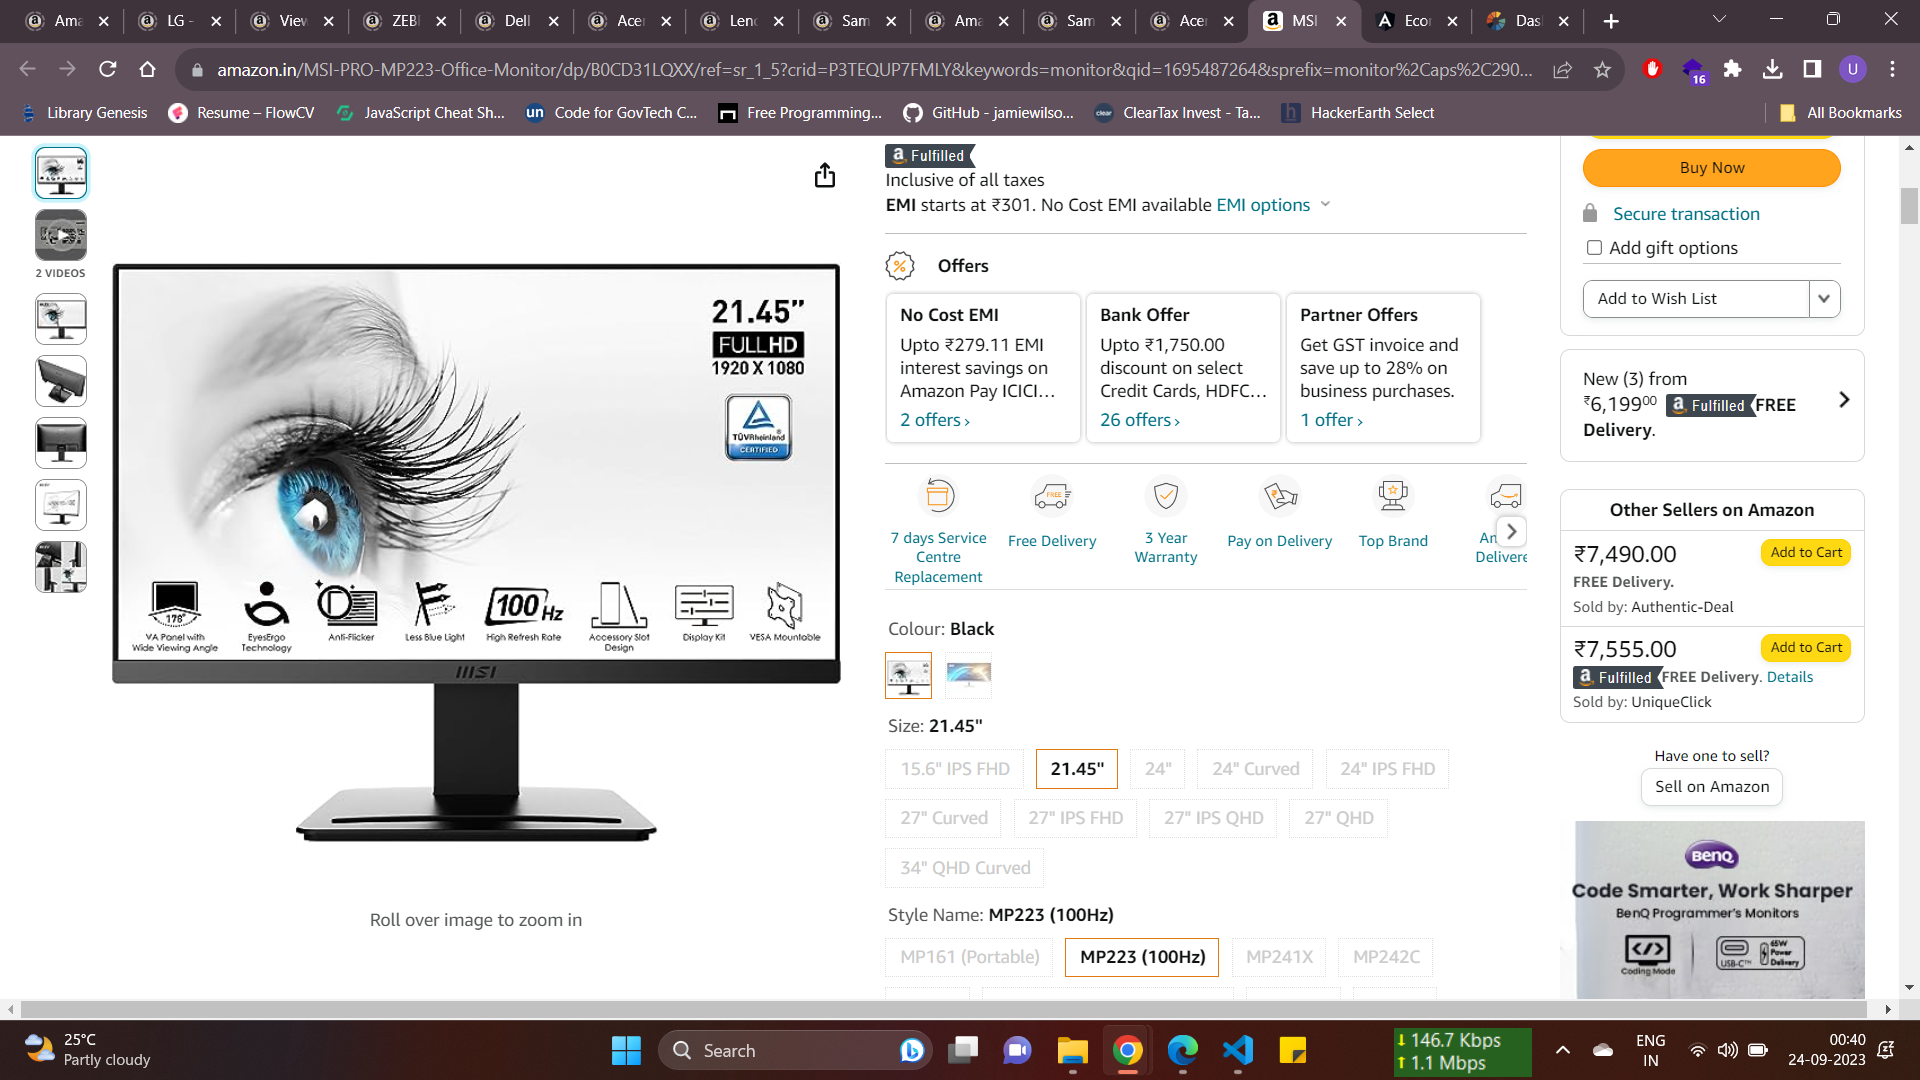 Ama
LG -
View
ZEBI
Dell
Acer
Leno
Sam
Ama
Sam
Acer
MSI
Ecor
Das
amazon.in/MSI-PRO-MP223-Office-Monitor/dp/B0CD31LQXX/ref=sr_1_5?crid=P3TEQUP7FMLY&keywords=monitor&qid=1695487264&sprefix=monitor%2Caps%2C290...
16
U
Library Genesis
Resume – FlowCV
JavaScript Cheat Sh...
un Code for GovTech C...
Free Programming...
GitHub - jamiewilso...
clear ClearTax Invest - Ta...
h HackerEarth Select
All Bookmarks
2 VIDEOS
21.45”
FULL HD
1920 X 1080
TÜVRheinland
CERTIFIED
178°
VA Panel with
Wide Viewing Angle
EyesErgo
Technology
Anti-Flicker
Less Blue Light
100 Hz
High Refresh Rate
Accessory Slot
Design
Display Kit
VESA Mountable
msi
Roll over image to zoom in
a Fulfilled
Inclusive of all taxes
EMI starts at ₹301. No Cost EMI available EMI options
Offers
No Cost EMI
Upto ₹279.11 EMI
interest savings on
Amazon Pay ICICI...
2 offers ›
Bank Offer
Upto ₹1,750.00
discount on select
Credit Cards, HDFC...
26 offers ›
Partner Offers
Get GST invoice and
save up to 28% on
business purchases.
1 offer ›
7 days Service
Centre
Replacement
FREE
Free Delivery
3 Year
Warranty
Pay on Delivery
Top Brand
Delivere
Colour: Black
Size: 21.45"
15.6" IPS FHD
21.45"
24"
24" Curved
24" IPS FHD
27" Curved
27" IPS FHD
27" IPS QHD
27" QHD
34" QHD Curved
Style Name: MP223 (100Hz)
MP161 (Portable)
MP223 (100Hz)
MP241X
MP242C
Buy Now
Secure transaction
Add gift options
Add to Wish List
New (3) from
₹6,199⁰⁰ a Fulfilled FREE
Delivery.
Other Sellers on Amazon
₹7,490.00
Add to Cart
FREE Delivery.
Sold by: Authentic-Deal
₹7,555.00
Add to Cart
a Fulfilled FREE Delivery. Details
Sold by: UniqueClick
Have one to sell?
Sell on Amazon
BenQ
Code Smarter, Work Sharper
BenQ Programmer's Monitors
Coding Mode
USB-C™
65W
Power
Delivery
25°C
Partly cloudy
Search
146.7 Kbps
1.1 Mbps
ENG
IN
00:40
24-09-2023